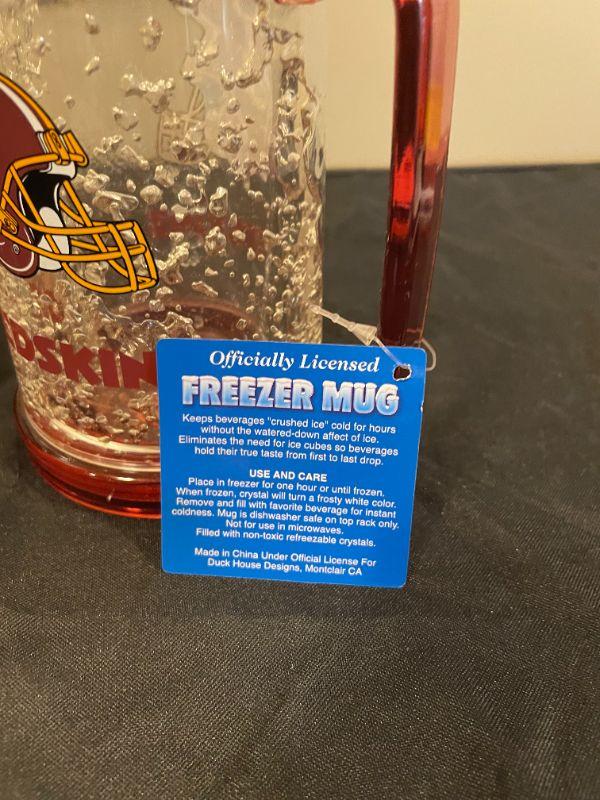 DSKIN
Officially Licensed
FREEZER MUG
Keeps beverages "crushed ice" cold for hours
without the watered-down affect of ice.
Eliminates the need for ice cubes so beverages
hold their true taste from first to last drop.
USE AND CARE
Place in freezer for one hour or until frozen.
When frozen, crystal will turn a frosty white color.
Remove and fill with favorite beverage for instant
coldness. Mug is dishwasher safe on top rack only.
Not for use in microwaves.
Filled with non-toxic refreezable crystals.
Made in China Under Official License For
Duck House Designs, Montclair CA